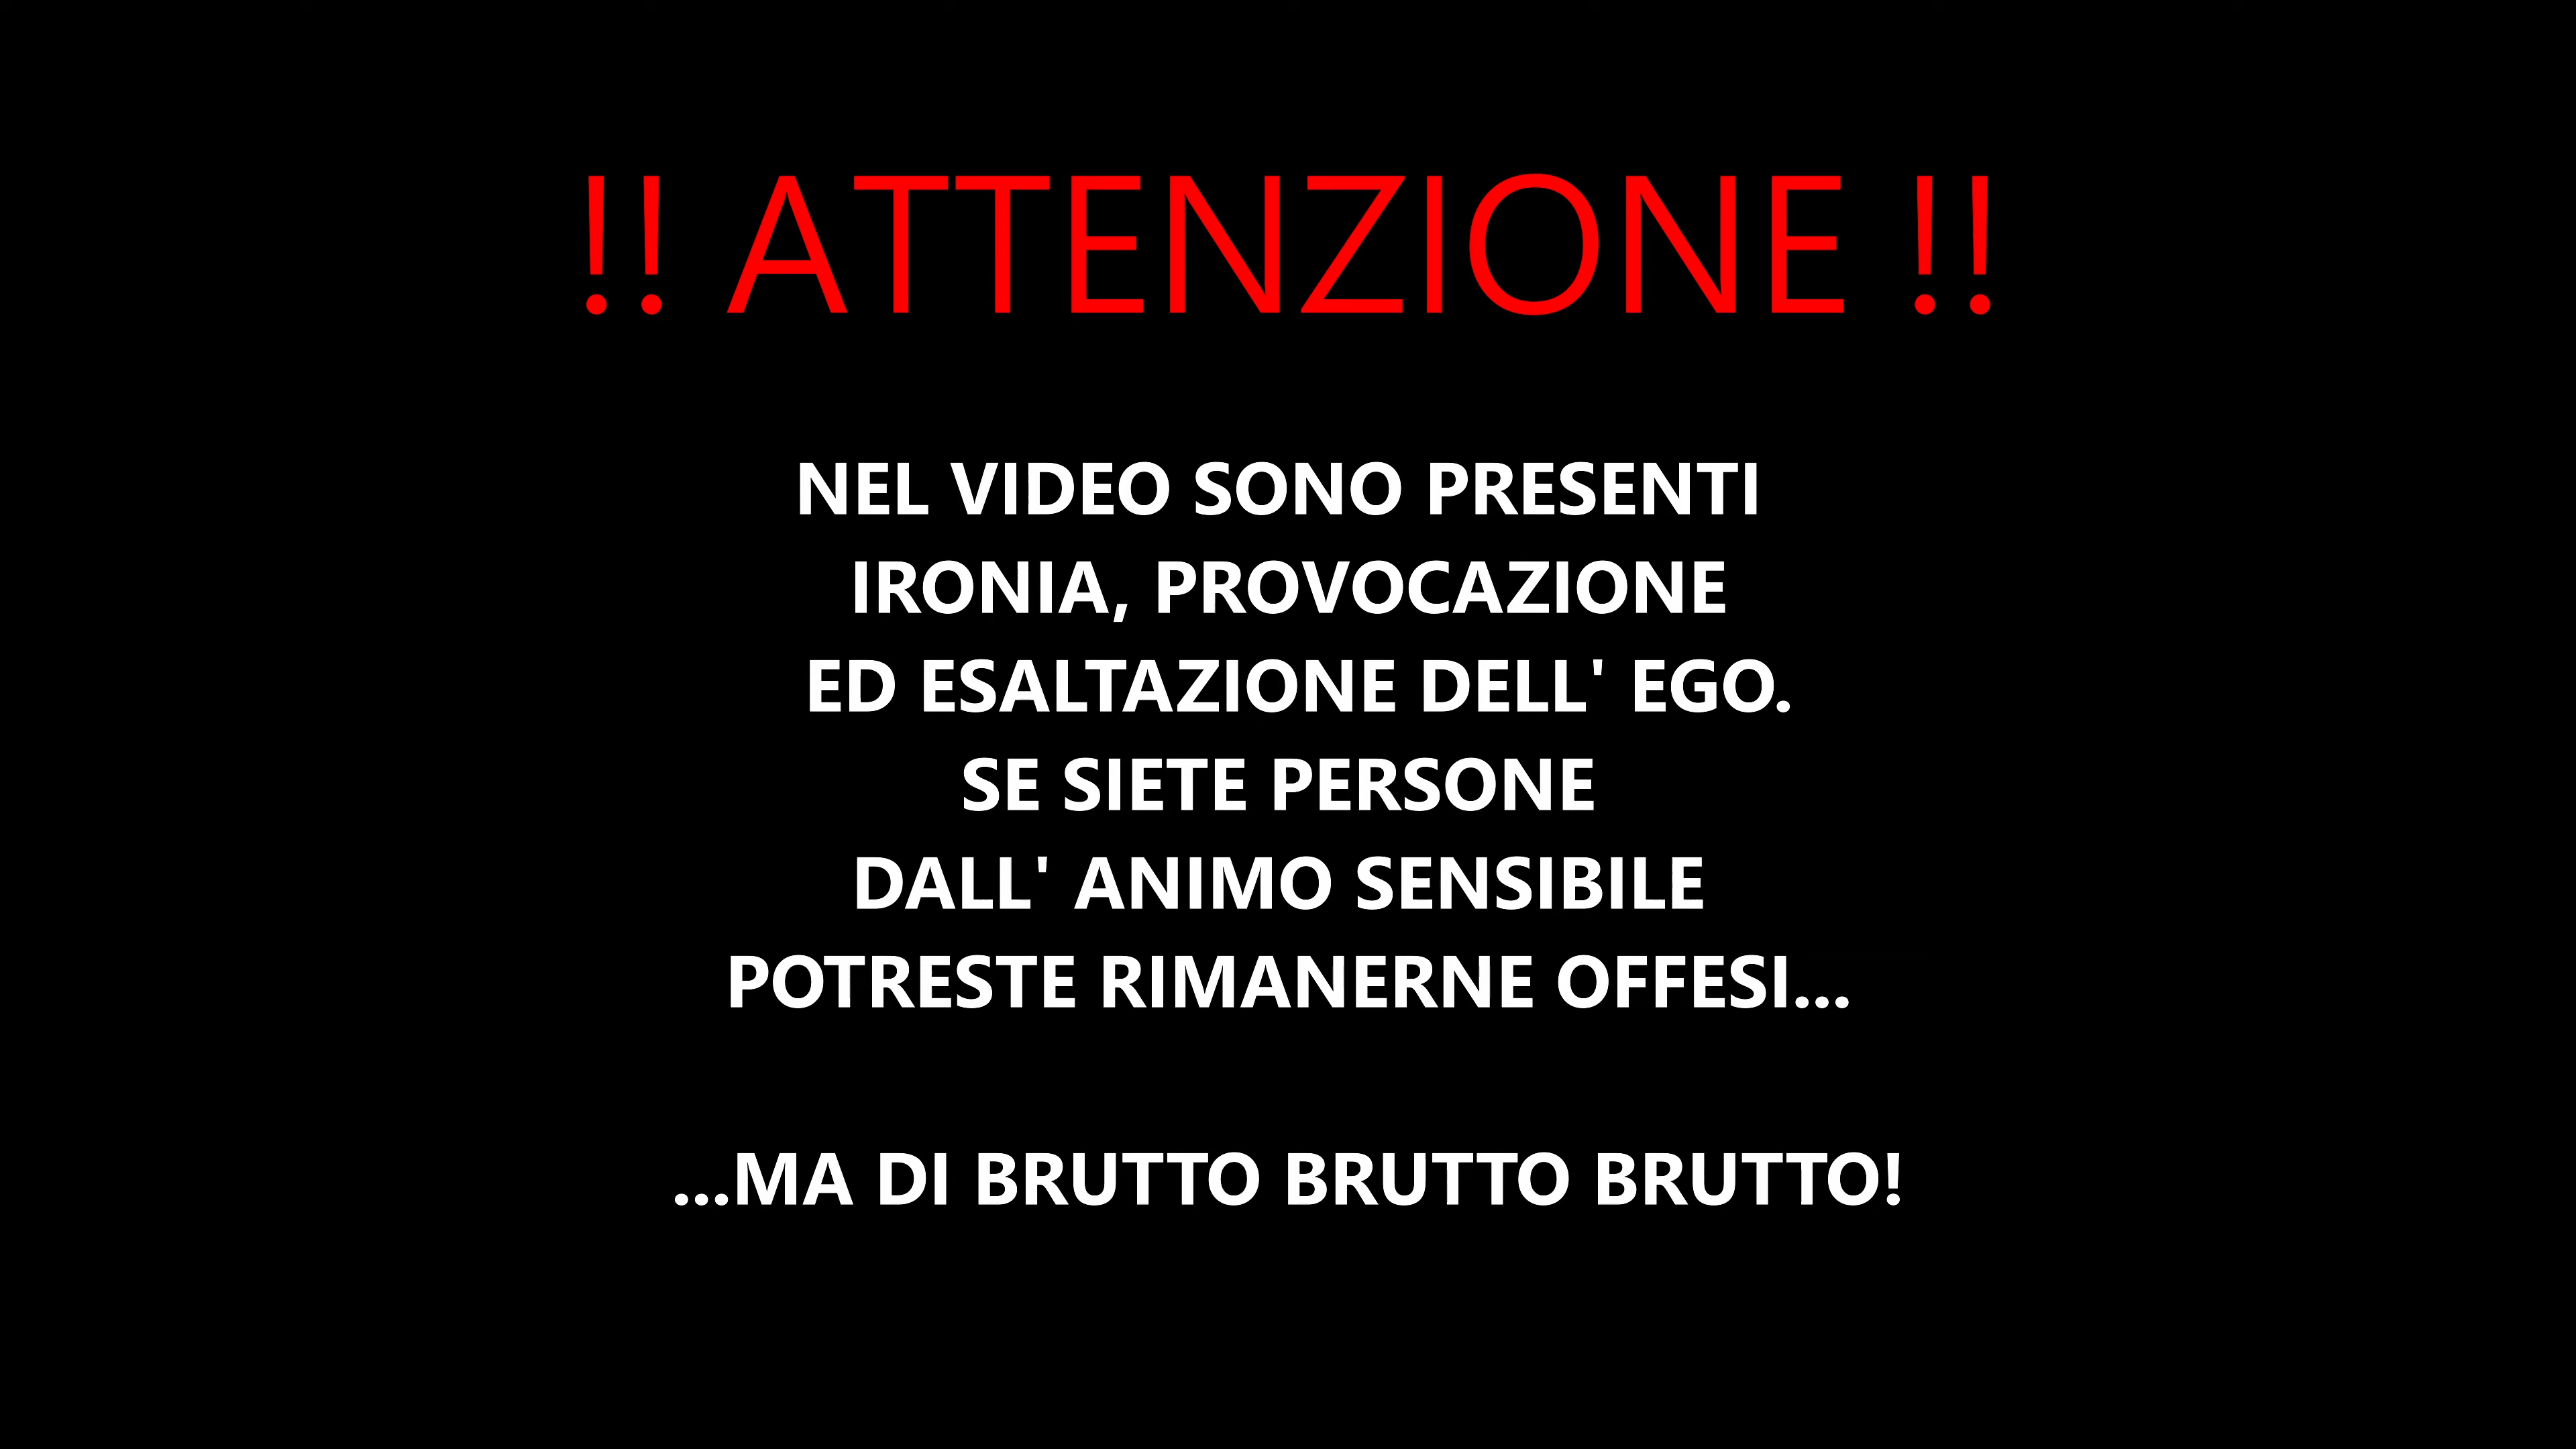 !! ATTENZIONE !!
NEL VIDEO SONO PRESENTI
IRONIA, PROVOCAZIONE
ED ESALTAZIONE DELL' EGO.
SE SIETE PERSONE
DALL' ANIMO SENSIBILE
POTRESTE RIMANERNE OFFESI...
...MA DI BRUTTO BRUTTO BRUTTO!